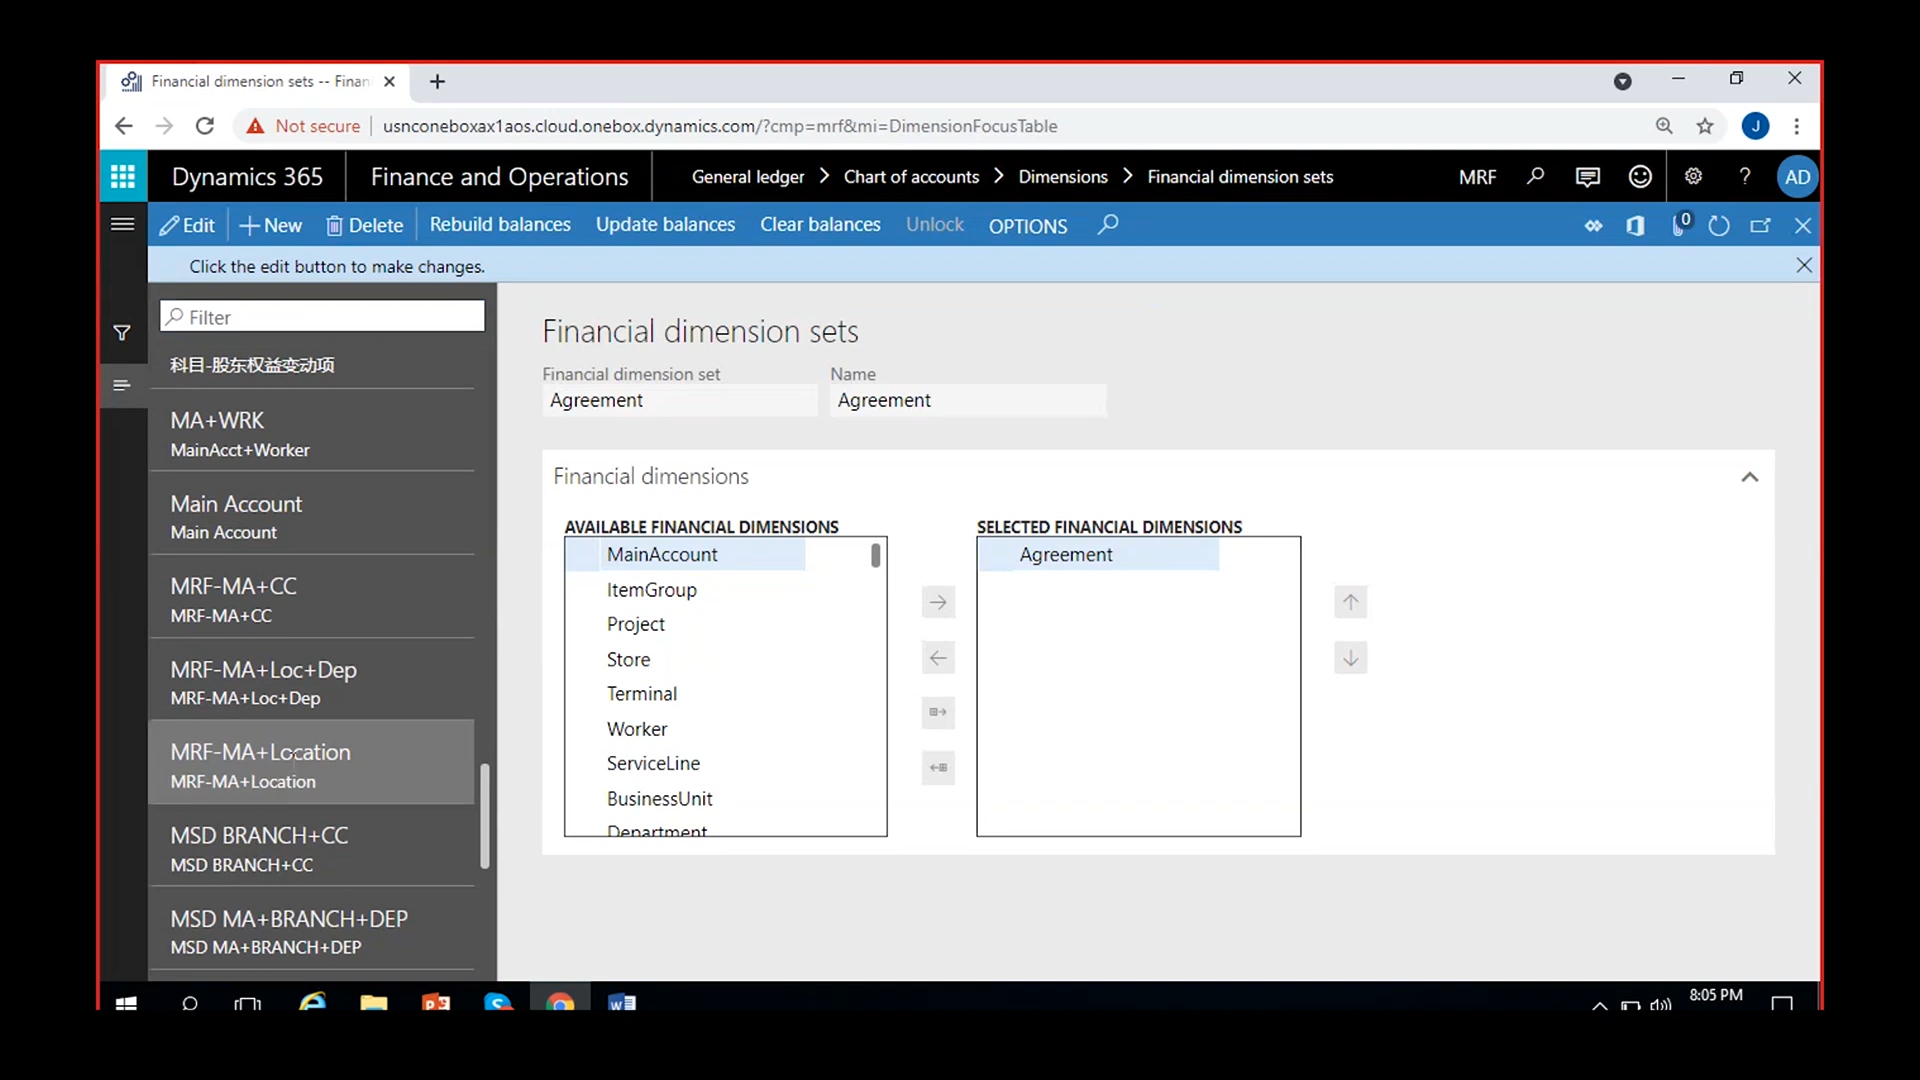 Financial dimension sets -- Finan
Not secure
usnconeboxax1aos.cloud.onebox.dynamics.com/?cmp=mrf&mi=DimensionFocusTable
J
Dynamics 365
Finance and Operations
General ledger > Chart of accounts > Dimensions > Financial dimension sets
MRF
?
AD
Edit
New
Delete
Rebuild balances
Update balances
Clear balances
Unlock
OPTIONS
0
Click the edit button to make changes.
Filter
科目-股东权益变动项
MA+WRK
MainAcct+Worker
Main Account
Main Account
MRF-MA+CC
MRF-MA+CC
MRF-MA+Loc+Dep
MRF-MA+Loc+Dep
MRF-MA+Location
MRF-MA+Location
MSD BRANCH+CC
MSD BRANCH+CC
MSD MA+BRANCH+DEP
MSD MA+BRANCH+DEP
Financial dimension sets
Financial dimension set
Name
Agreement
Agreement
Financial dimensions
AVAILABLE FINANCIAL DIMENSIONS
MainAccount
ItemGroup
Project
Store
Terminal
Worker
ServiceLine
BusinessUnit
Department
SELECTED FINANCIAL DIMENSIONS
Agreement
8:05 PM